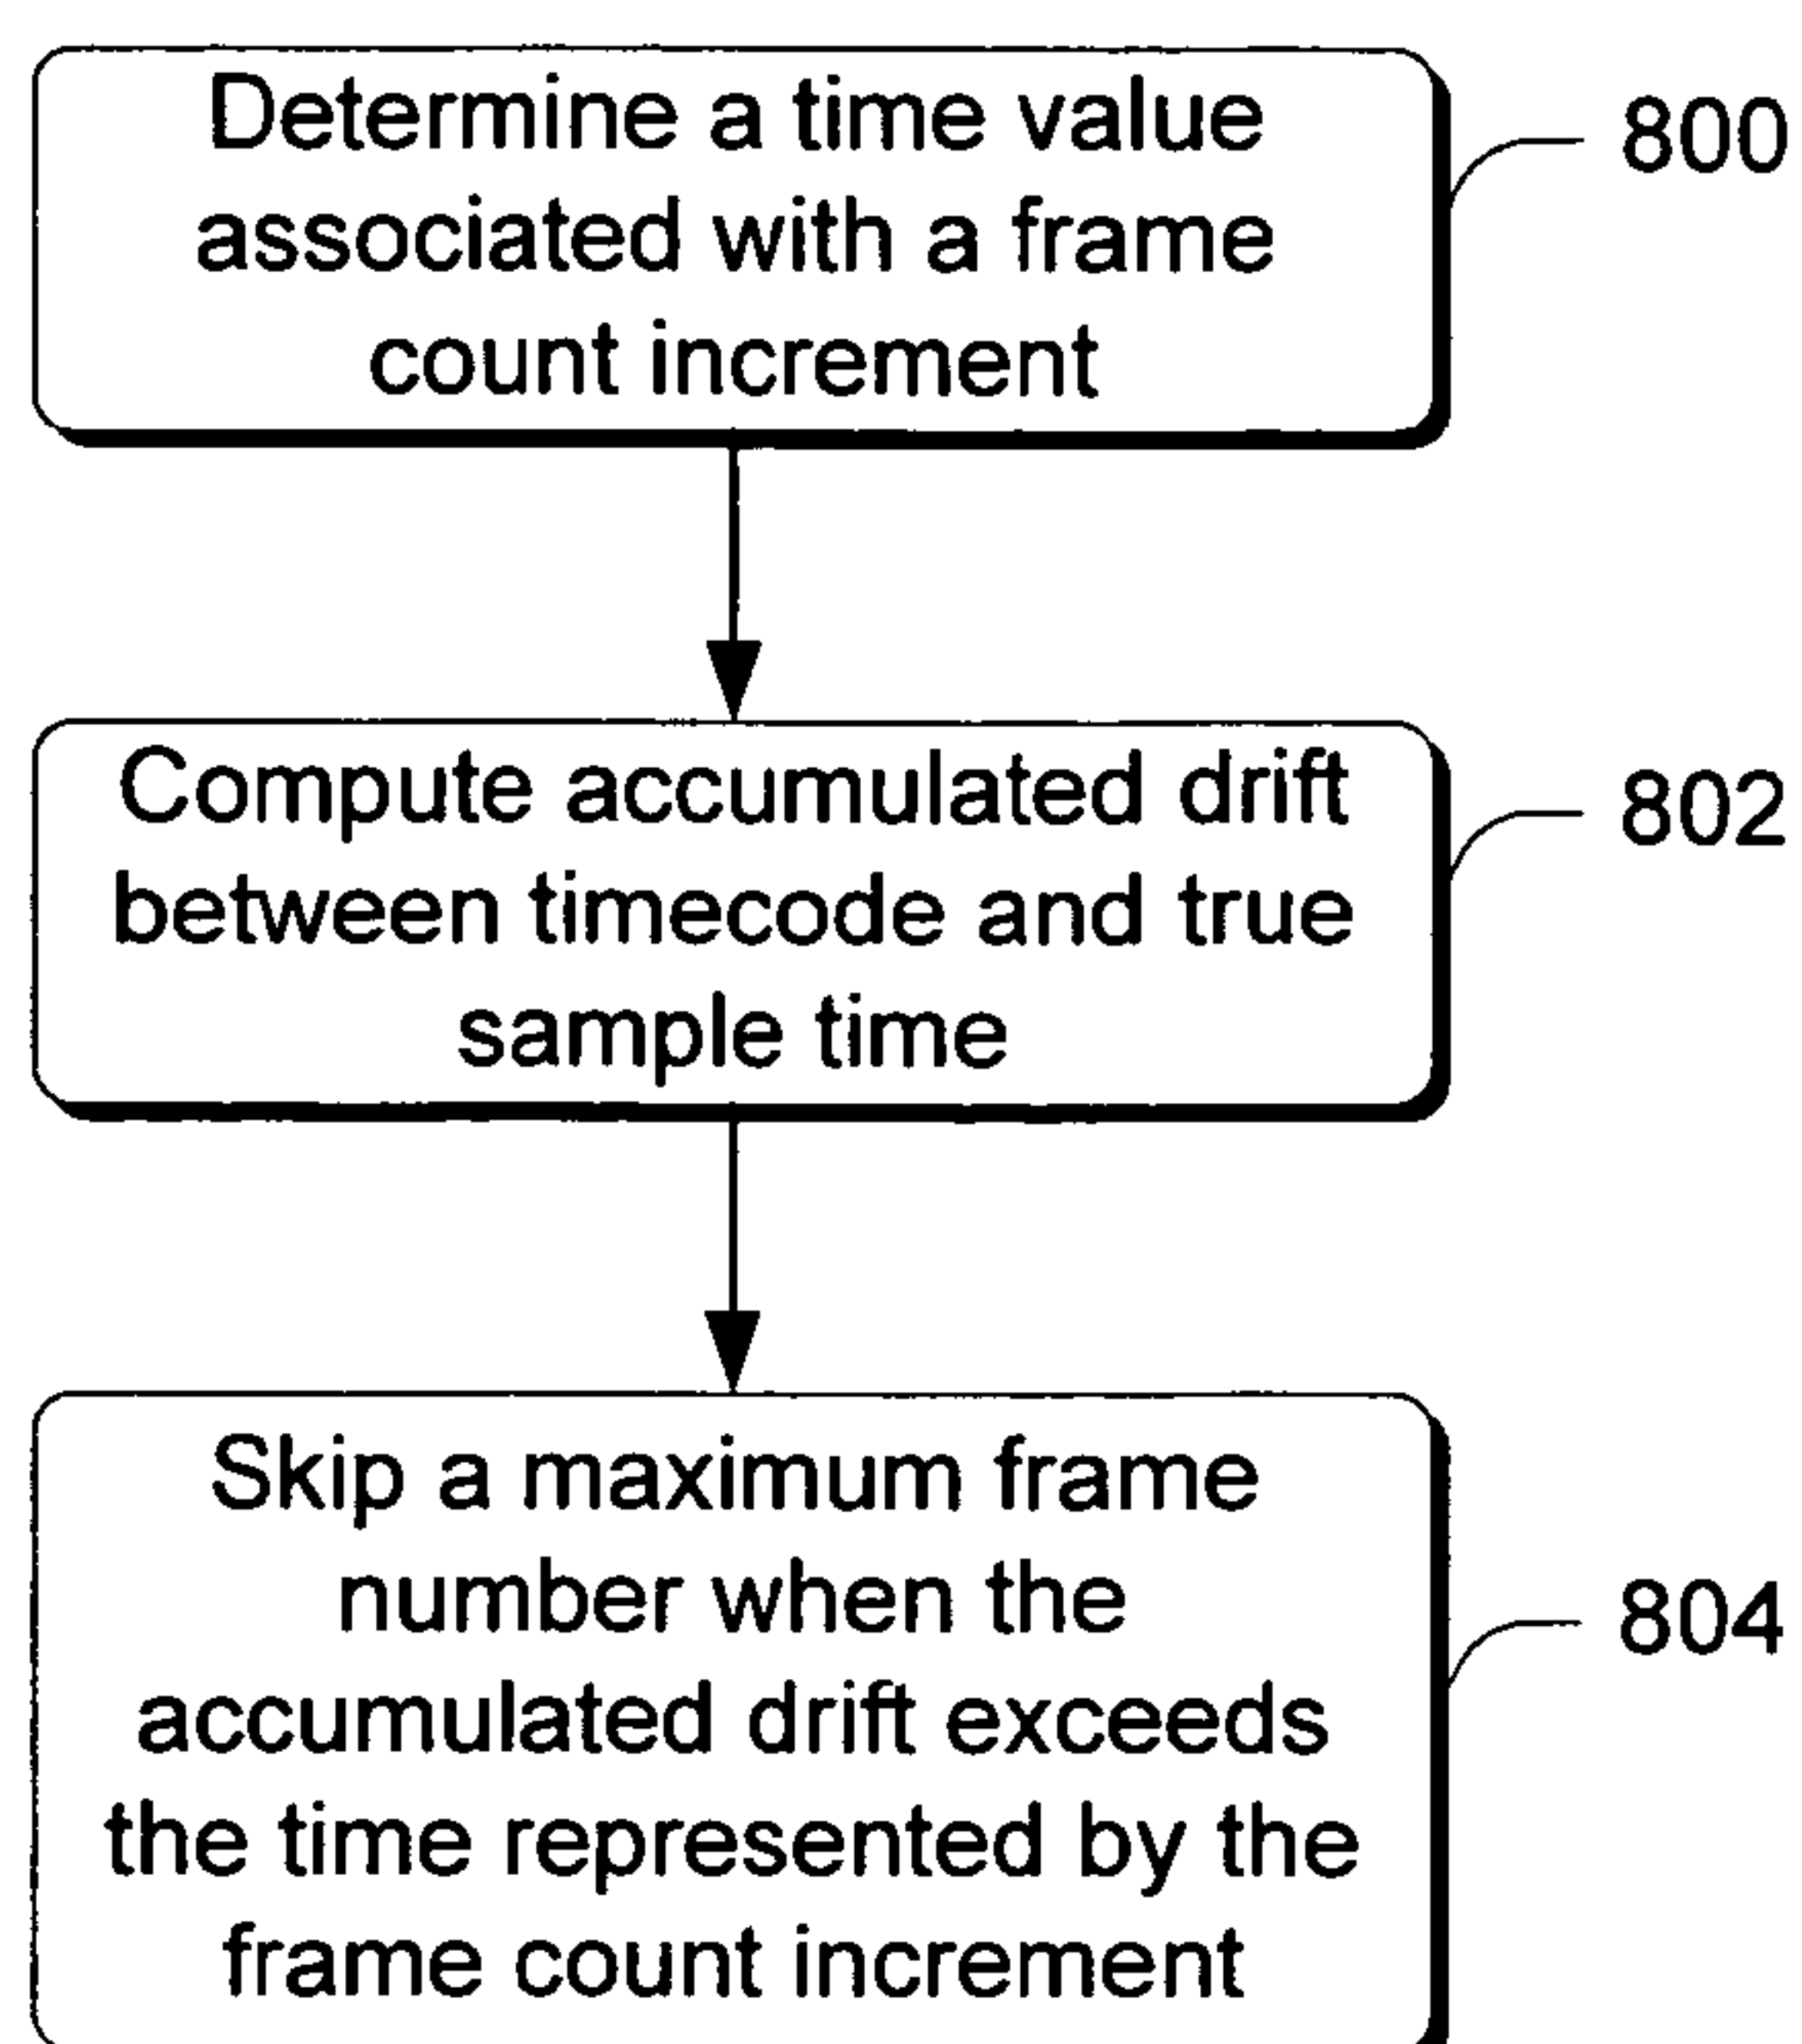 Determine a time value
associated with a frame
count increment
800
Compute accumulated drift
between timecode and true
sample time
802
Skip a maximum frame
number when the
accumulated drift exceeds
the time represented by the
frame count increment
804